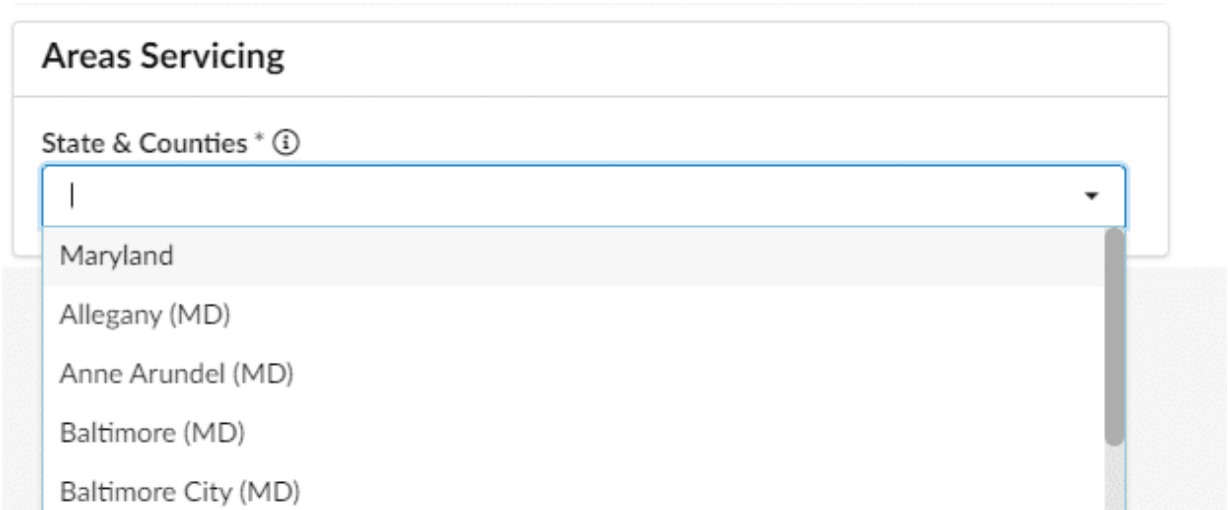 Areas Servicing
State & Counties *
Maryland
Allegany (MD)
Anne Arundel (MD)
Baltimore (MD)
Baltimore City (MD)